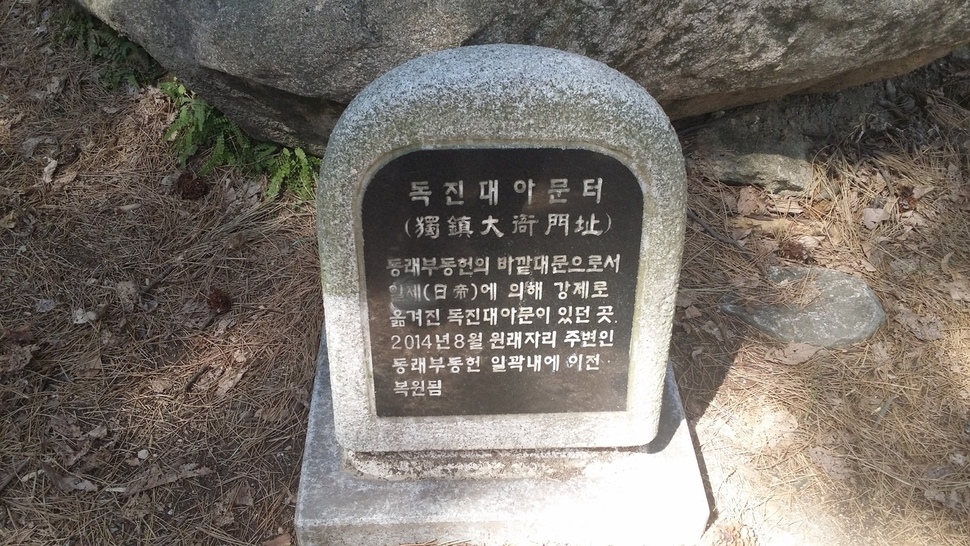 독진대아문터
(獨鎭大衙門址)
동래부동헌의 바깥대문으로서
일제(日帝)에 의해 강제로
옮겨진 독진대아문이 있던 곳.
2014년8월 원래자리 주변인
동래부동헌 일곽내에 이전
복원됨